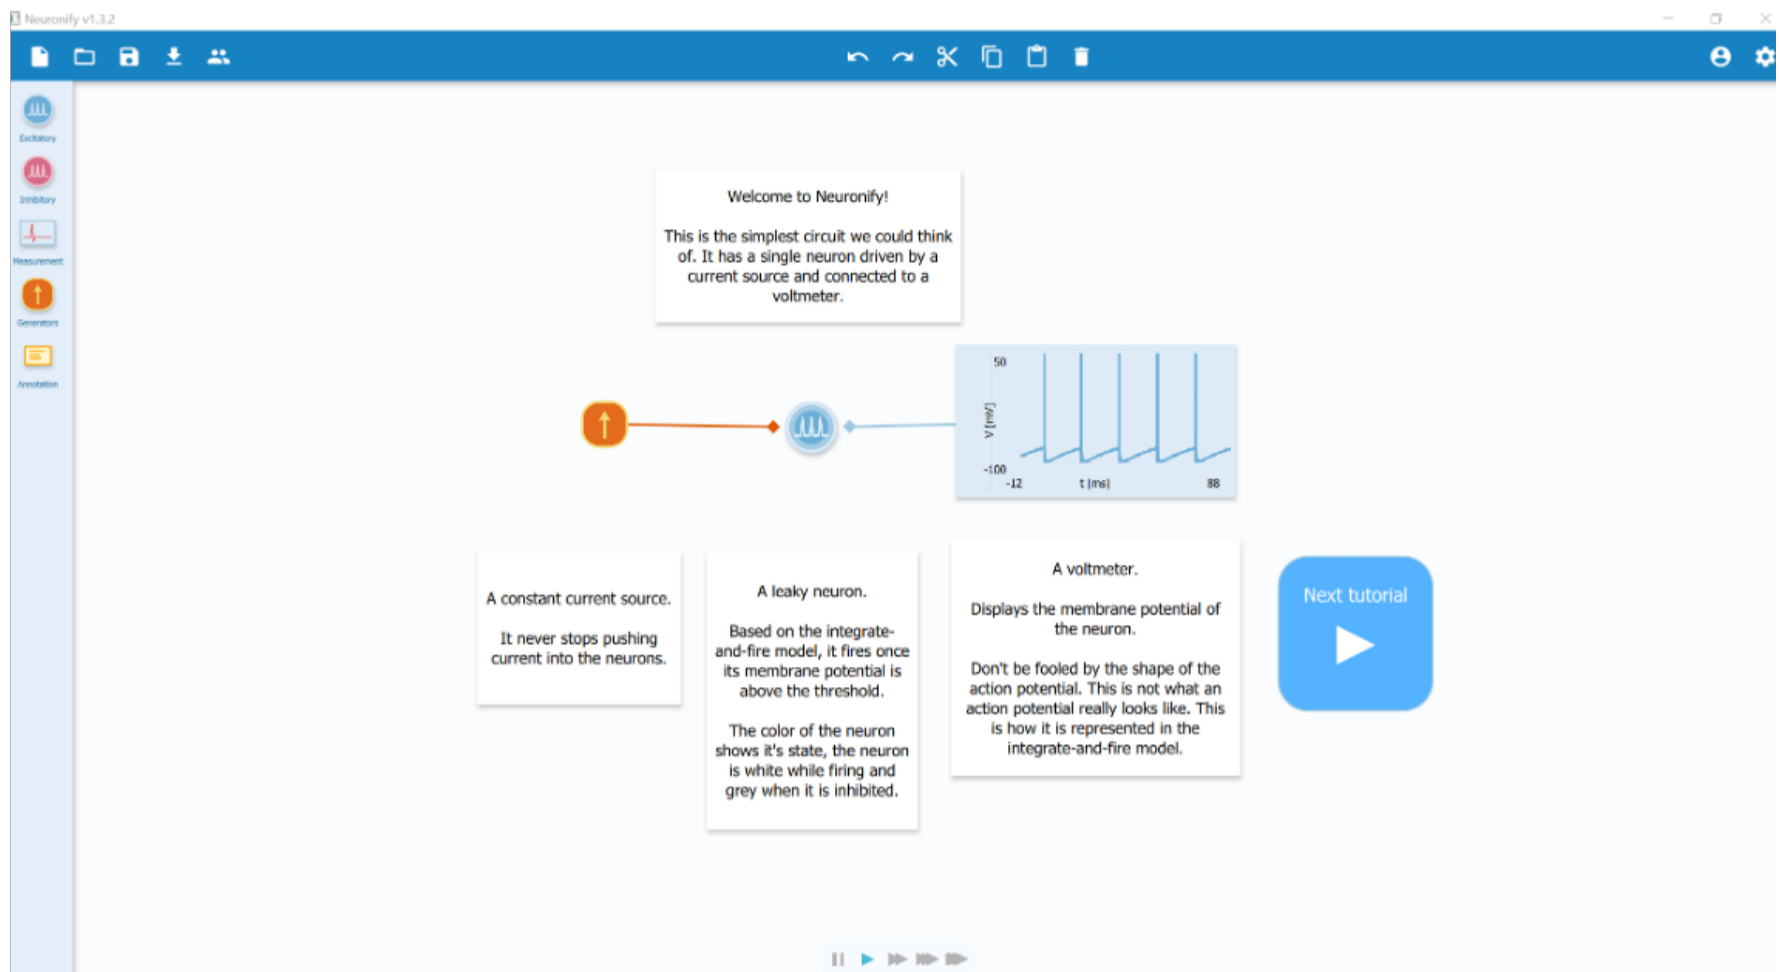 Neuronify v1.3.2
Excitatory
Inhibitory
Measurement
Generators
Annotation
Welcome to Neuronify!
This is the simplest circuit we could think
of. It has a single neuron driven by a
current source and connected to a
voltmeter.
50
V [mV]
-100
-12
t [ms]
88
A constant current source.
It never stops pushing
current into the neurons.
A leaky neuron.
Based on the integrate-
and-fire model, it fires once
its membrane potential is
above the threshold.
The color of the neuron
shows it's state, the neuron
is white while firing and
grey when it is inhibited.
A voltmeter.
Displays the membrane potential of
the neuron.
Don't be fooled by the shape of the
action potential. This is not what an
action potential really looks like. This
is how it is represented in the
integrate-and-fire model.
Next tutorial